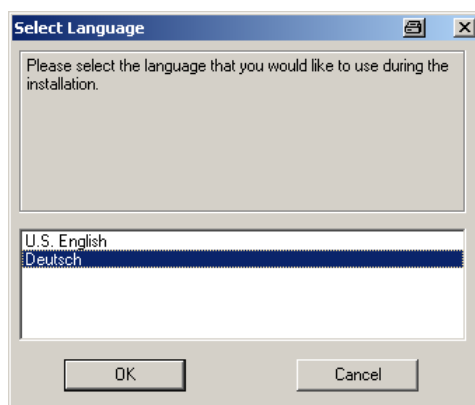 Select Language
Please select the language that you would like to use during the
installation.
U.S. English
Deutsch
OK
Cancel